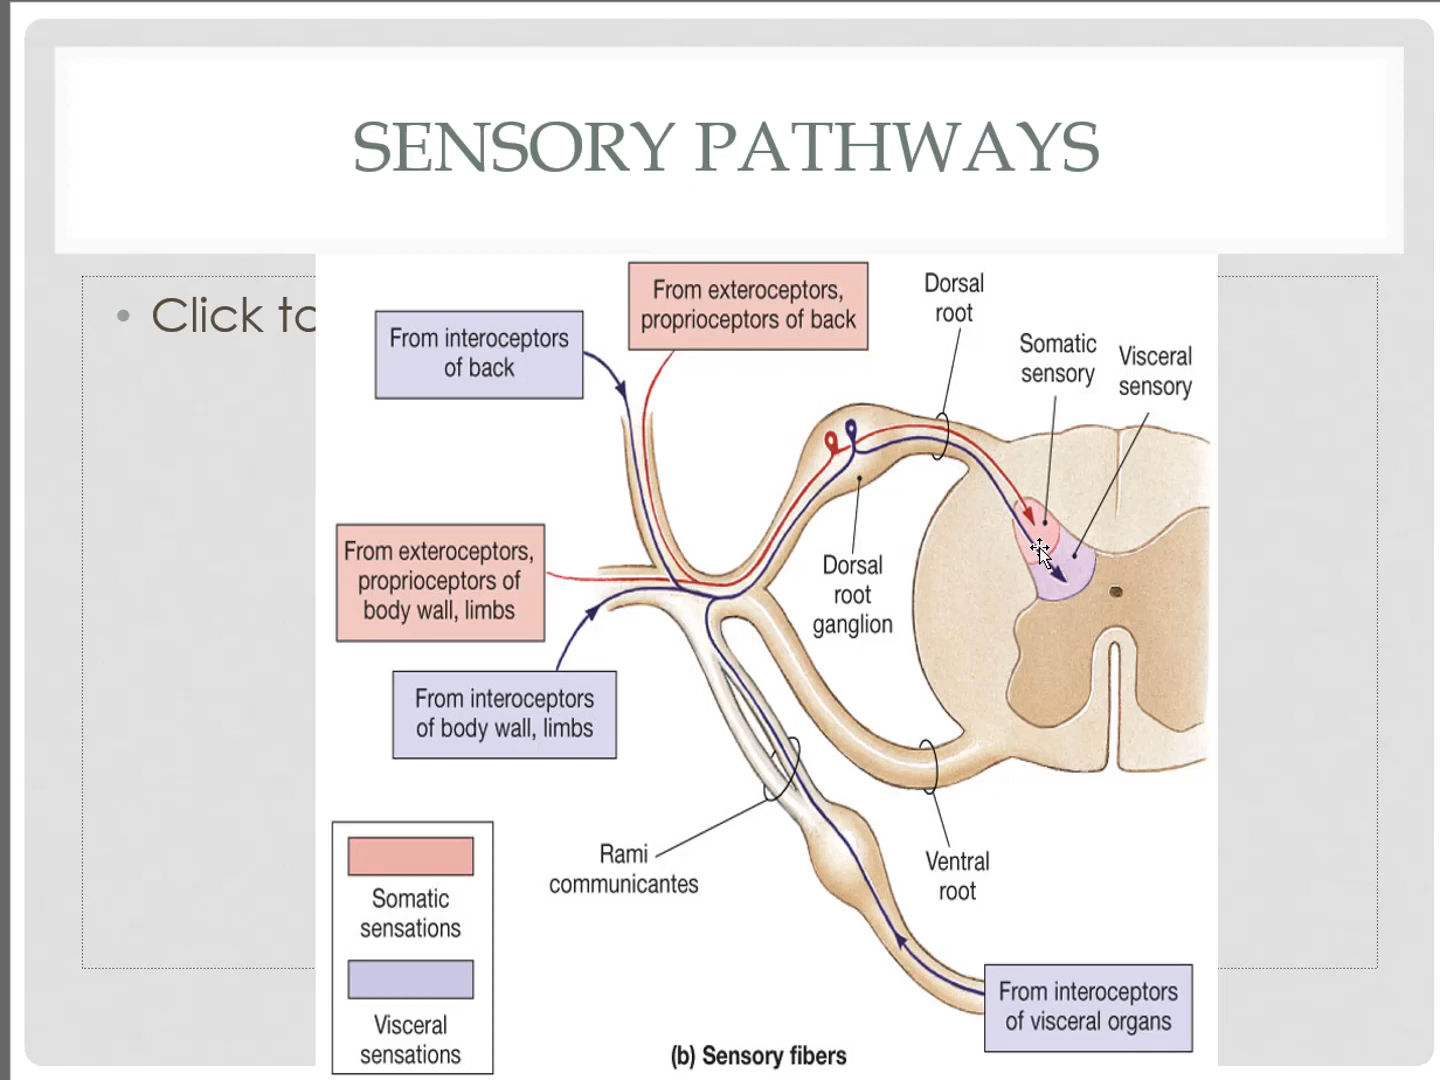 SENSORY PATHWAYS
• Click to
From exteroceptors,
proprioceptors of back
From interoceptors
of back
Dorsal
root
Somatic
sensory
Visceral
sensory
From exteroceptors,
proprioceptors of
body wall, limbs
Dorsal
root
ganglion
From interoceptors
of body wall, limbs
Rami
communicantes
Ventral
root
Somatic
sensations
Visceral
sensations
From interoceptors
of visceral organs
(b) Sensory fibers